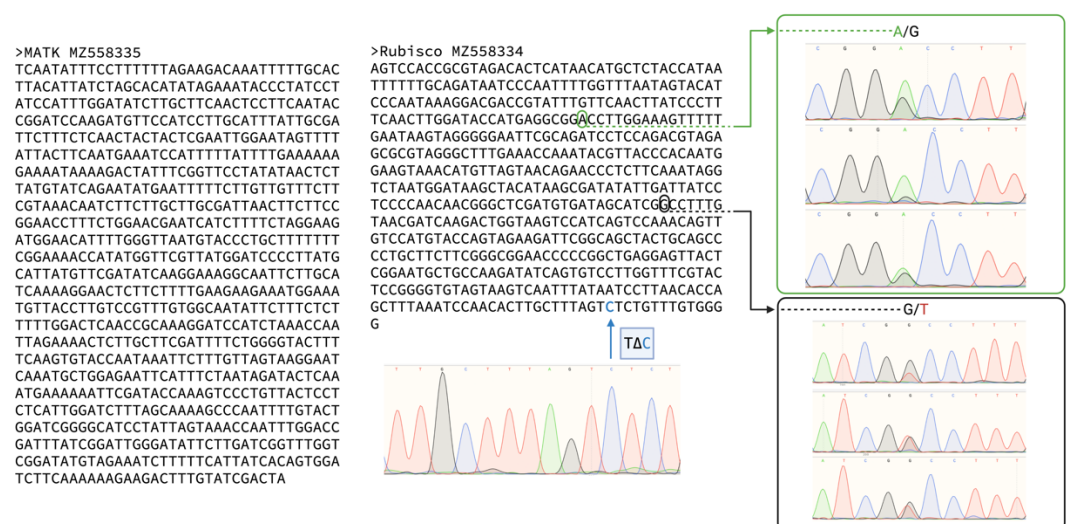 >MATK MZ558335
TCAATATTTCCTTTTTTAGAAGACAAATTTTTGCAC
TTACATTATCTAGCACATATAGAAATACCCTATCCT
ATCCATTTGGATATCTTGCTTCAACTCCTTCAATAC
CGGATCCAAGATGTTCCATCCTTGCATTTATTGCGA
TTCTTTCTCAACTACTACTCGAATTGGAATAGTTTT
ATTACTTCAATGAAATCCATTTTTATTTTGAAAAAA
GAAAATAAAAGACTATTTCGGTTCCTATATAACTCT
TATGTATCAGAATATGAATTTTTCTTGTTGTTTCTT
CGTAAACAATCTTCTTGCTTGCGATTAACTTCTTCC
GGAACCTTTCTGGAACGAATCATCTTTTCTAGGAAG
ATGGAACATTTTGGGTTAATGTACCCTGCTTTTTTT
CGGAAAACCATATGGTTCGTTATGGATCCCCTTATG
CATTATGTTCGATATCAAGGAAAGGCAATTCTTGCA
TCAAAAGGAACTCTTCTTTTGAAGAAGAAATGGAAA
TGTTACCTTGTCCGTTTGTGGCAATATTCTTTCTCT
TTTTGGACTCAACCGCAAAGGATCCATCTAAACCAA
TTAGAAAACTCTTGCTTCGATTTTCTGGGGTACTTT
TCAAGTGTACCAATAAATTCTTTGTTAGTAAGGAAT
CAAATGCTGGAGAATTCATTTCTAATAGATACTCAA
ATGAAAAAATTCGATACCAAAGTCCCTGTTACTCCT
CTCATTGGATCTTTAGCAAAAGCCCAATTTTGTACT
GGATCGGGGCATCCTATTAGTAAACCAATTTGGACC
GATTTATCGGATTGGGATATTCTTGATCGGTTTGGT
CGGATATGTAGAAATCTTTTTCATTATCACAGTGGA
TCTTCAAAAAAGAAGACTTTGTATCGACTA
>Rubisco MZ558334
AGTCCACCGCGTAGACACTCATAACATGCTCTACCATAA
TTTTTTGCAGATAATCCCAATTTTGGTTTAATAGTACAT
CCCAATAAAGGACGACCGTATTTGTTCAACTTATCCCTT
TCAACTTGGATACCATGAGGCGGACCTTGGAAAGTTTTT
GAATAAGTAGGGGGAATTCGCAGATCCTCCAGACGTAGA
GCGCGTAGGGCTTTGAAACCAAATACGTTACCCACAATG
GAAGTAAACATGTTAGTAACAGAACCCTCTTCAAATAGG
TCTAATGGATAAGCTACATAAGCGATATATTGATTATCC
TCCCCAACAACGGGCTCGATGTGATAGCATCGGCCTTTG
TAACGATCAAGACTGGTAAGTCCATCAGTCCAAACAGTT
GTCCATGTACCAGTAGAAGATTCGGCAGCTACTGCAGCC
CCTGCTTCTTCGGGCGGAACCCCCGGCTGAGGAGTTACT
CGGAATGCTGCCAAGATATCAGTGTCCTTGGTTTCGTAC
TCCGGGGTGTAGTAAGTCAATTTATAATCCTTAACACCA
GCTTTAAATCCAACACTTGCTTTAGTCTCTGTTTGTGGG
G
TΔC
T T G C T T T A G T C T C T
A/G
C G G A C C T T
C G G A C C T T
C G G A C C T T
G/T
A T C G G C C T T T
A T C G G C C T T T
A T C G G C C T T T